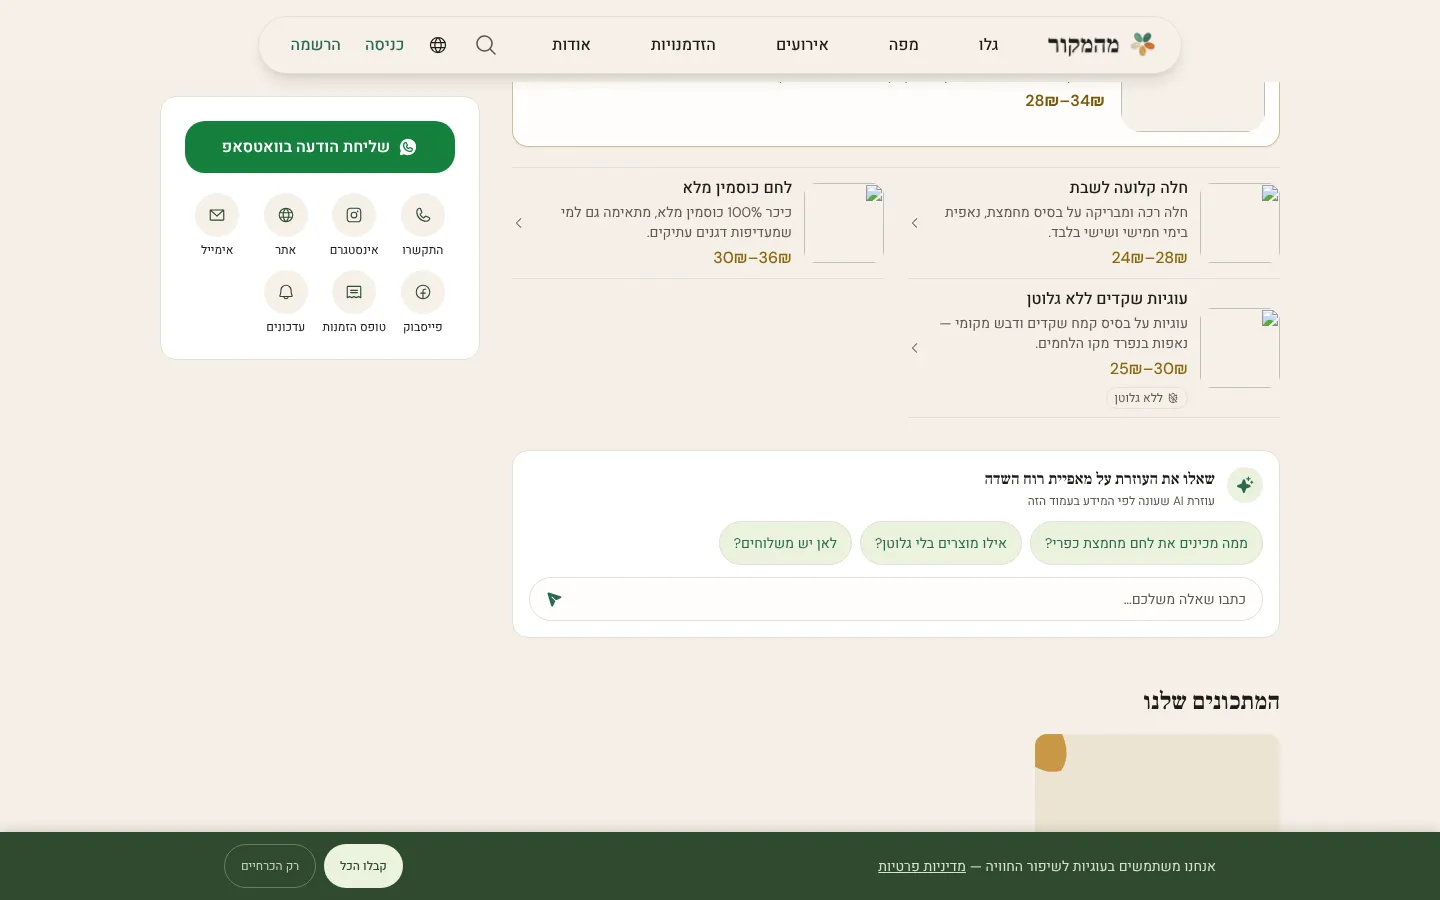 מהמקור
גלו
מפה
אירועים
הזדמנויות
אודות
כניסה
הרשמה
28₪–34₪
חלה קלועה לשבת
חלה רכה ומבריקה על בסיס מחמצת, נאפית
בימי חמישי ושישי בלבד.
24₪–28₪
לחם כוסמין מלא
כיכר 100% כוסמין מלא, מתאימה גם למי
שמעדיפות דגנים עתיקים.
30₪–36₪
עוגיות שקדים ללא גלוטן
עוגיות על בסיס קמח שקדים ודבש מקומי —
נאפות בנפרד מקו הלחמים.
25₪–30₪
ללא גלוטן
שליחת הודעה בוואטסאפ
התקשרו
אינסטגרם
אתר
אימייל
פייסבוק
טופס הזמנות
עדכונים
שאלו את העוזרת על מאפיית רוח השדה
עוזרת AI שעונה לפי המידע בעמוד הזה
ממה מכינים את לחם מחמצת כפרי?
אילו מוצרים בלי גלוטן?
לאן יש משלוחים?
כתבו שאלה משלכם...
המתכונים שלנו
אנחנו משתמשים בעוגיות לשיפור החוויה — מדיניות פרטיות
קבלו הכל
רק הכרחיים